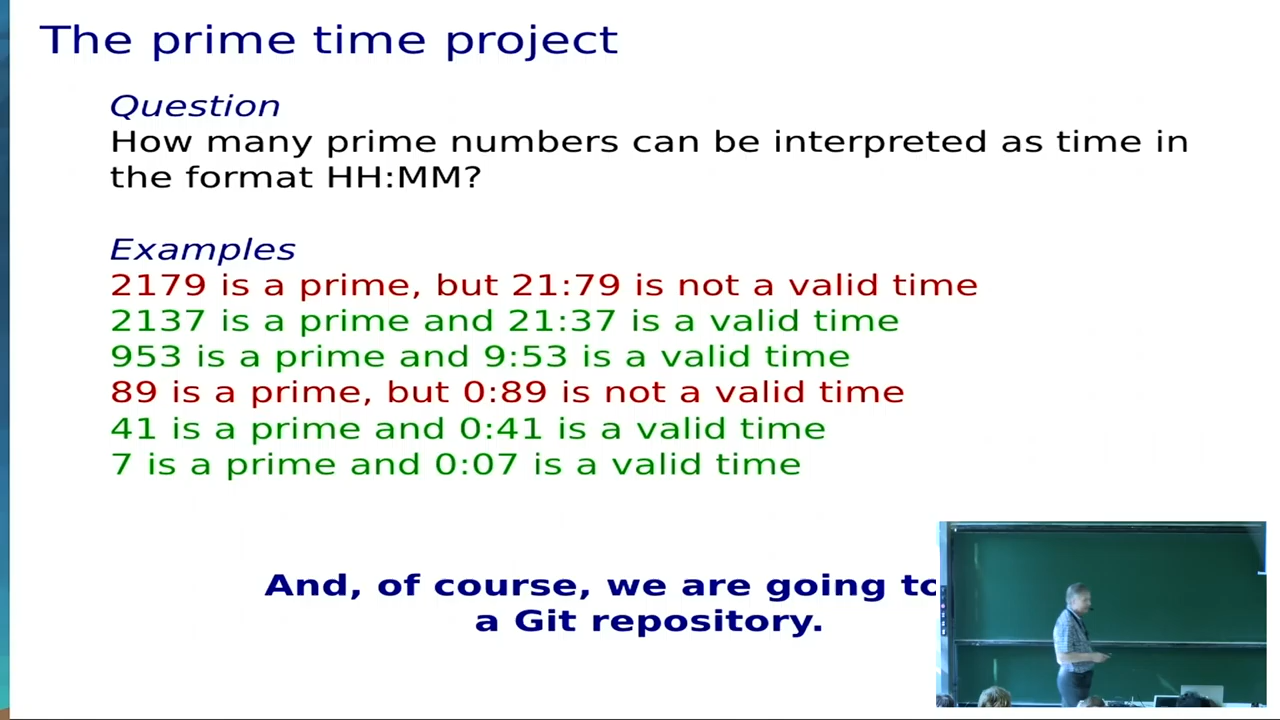 The prime time project
Question
How many prime numbers can be interpreted as time in
the format HH:MM?
Examples
2179 is a prime, but 21:79 is not a valid time
2137 is a prime and 21:37 is a valid time
953 is a prime and 9:53 is a valid time
89 is a prime, but 0:89 is not a valid time
41 is a prime and 0:41 is a valid time
7 is a prime and 0:07 is a valid time
And, of course, we are going to
a Git repository.